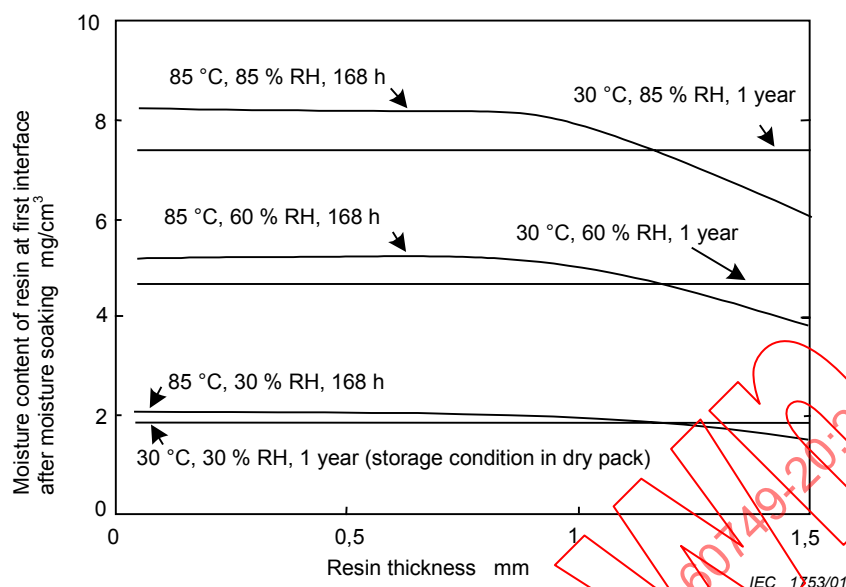 10
8
6
4
2
0
0
0,5
1
1,5
Moisture content of resin at first interface
after moisture soaking mg/cm³
Resin thickness mm
85 °C, 85 % RH, 168 h
30 °C, 85 % RH, 1 year
85 °C, 60 % RH, 168 h
30 °C, 60 % RH, 1 year
85 °C, 30 % RH, 168 h
30 °C, 30 % RH, 1 year (storage condition in dry pack)
IEC 1753/01